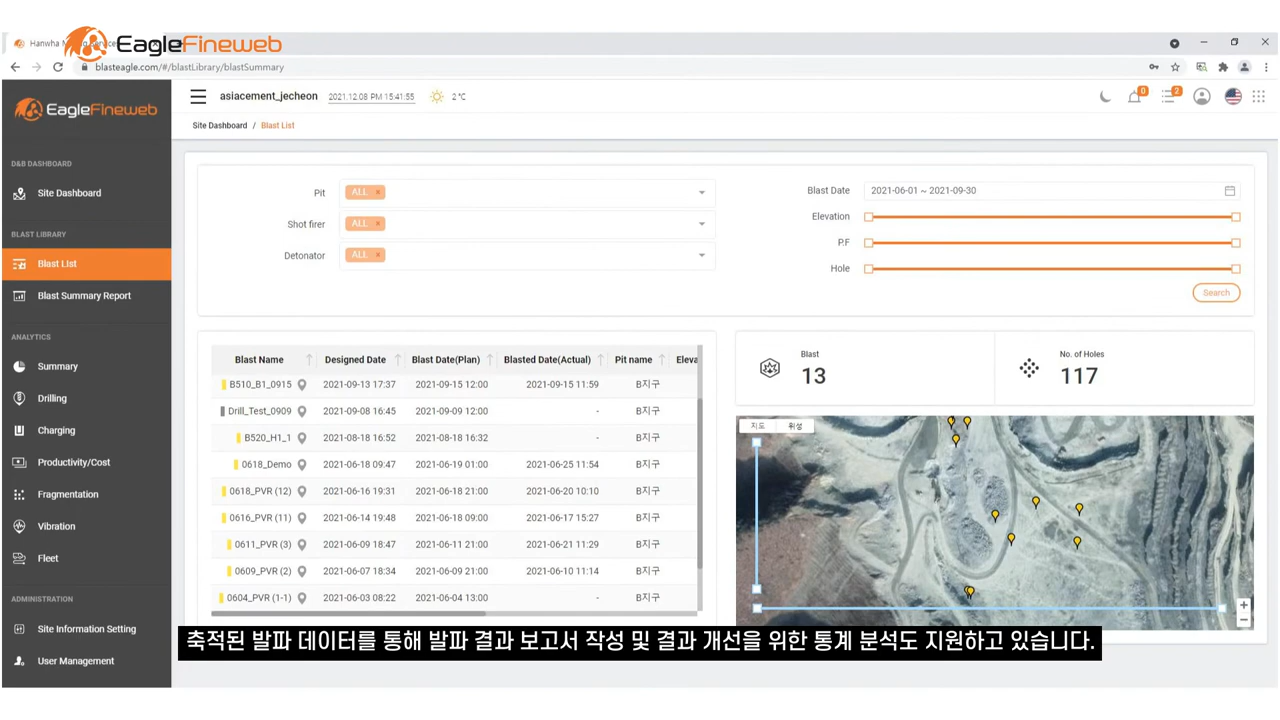 EagleFineweb
Hanwha M
blasteagle.com/#/blastLibrary/blastSummary
EagleFineweb
asiacement_jecheon 2021.12.08 PM 15:41:55 2 ℃
0 2
Site Dashboard / Blast List
D&B DASHBOARD
Site Dashboard
BLAST LIBRARY
Blast List
Blast Summary Report
ANALYTICS
Summary
Drilling
Charging
Productivity/Cost
Fragmentation
Vibration
Fleet
ADMINISTRATION
Site Information Setting
User Management
Pit ALL ×
Shot firer ALL ×
Detonator ALL ×
Blast Date 2021-06-01 ~ 2021-09-30
Elevation
P.F
Hole
Search
Blast Name Designed Date Blast Date(Plan) Blasted Date(Actual) Pit name Eleva
B510_B1_0915 2021-09-13 17:37 2021-09-15 12:00 2021-09-15 11:59 B지구
Drill_Test_0909 2021-09-08 16:45 2021-09-09 12:00 - B지구
B520_H1_1 2021-08-18 16:52 2021-08-18 16:32 - B지구
0618_Demo 2021-06-18 09:47 2021-06-19 01:00 2021-06-25 11:54 B지구
0618_PVR (12) 2021-06-16 19:31 2021-06-18 21:00 2021-06-20 10:10 B지구
0616_PVR (11) 2021-06-14 19:48 2021-06-18 09:00 2021-06-17 15:27 B지구
0611_PVR (3) 2021-06-09 18:47 2021-06-11 21:00 2021-06-21 11:29 B지구
0609_PVR (2) 2021-06-07 18:34 2021-06-09 21:00 2021-06-10 11:14 B지구
0604_PVR (1-1) 2021-06-03 08:22 2021-06-04 13:00 - B지구
Blast
13
No. of Holes
117
지도 위성
+
−
축적된 발파 데이터를 통해 발파 결과 보고서 작성 및 결과 개선을 위한 통계 분석도 지원하고 있습니다.